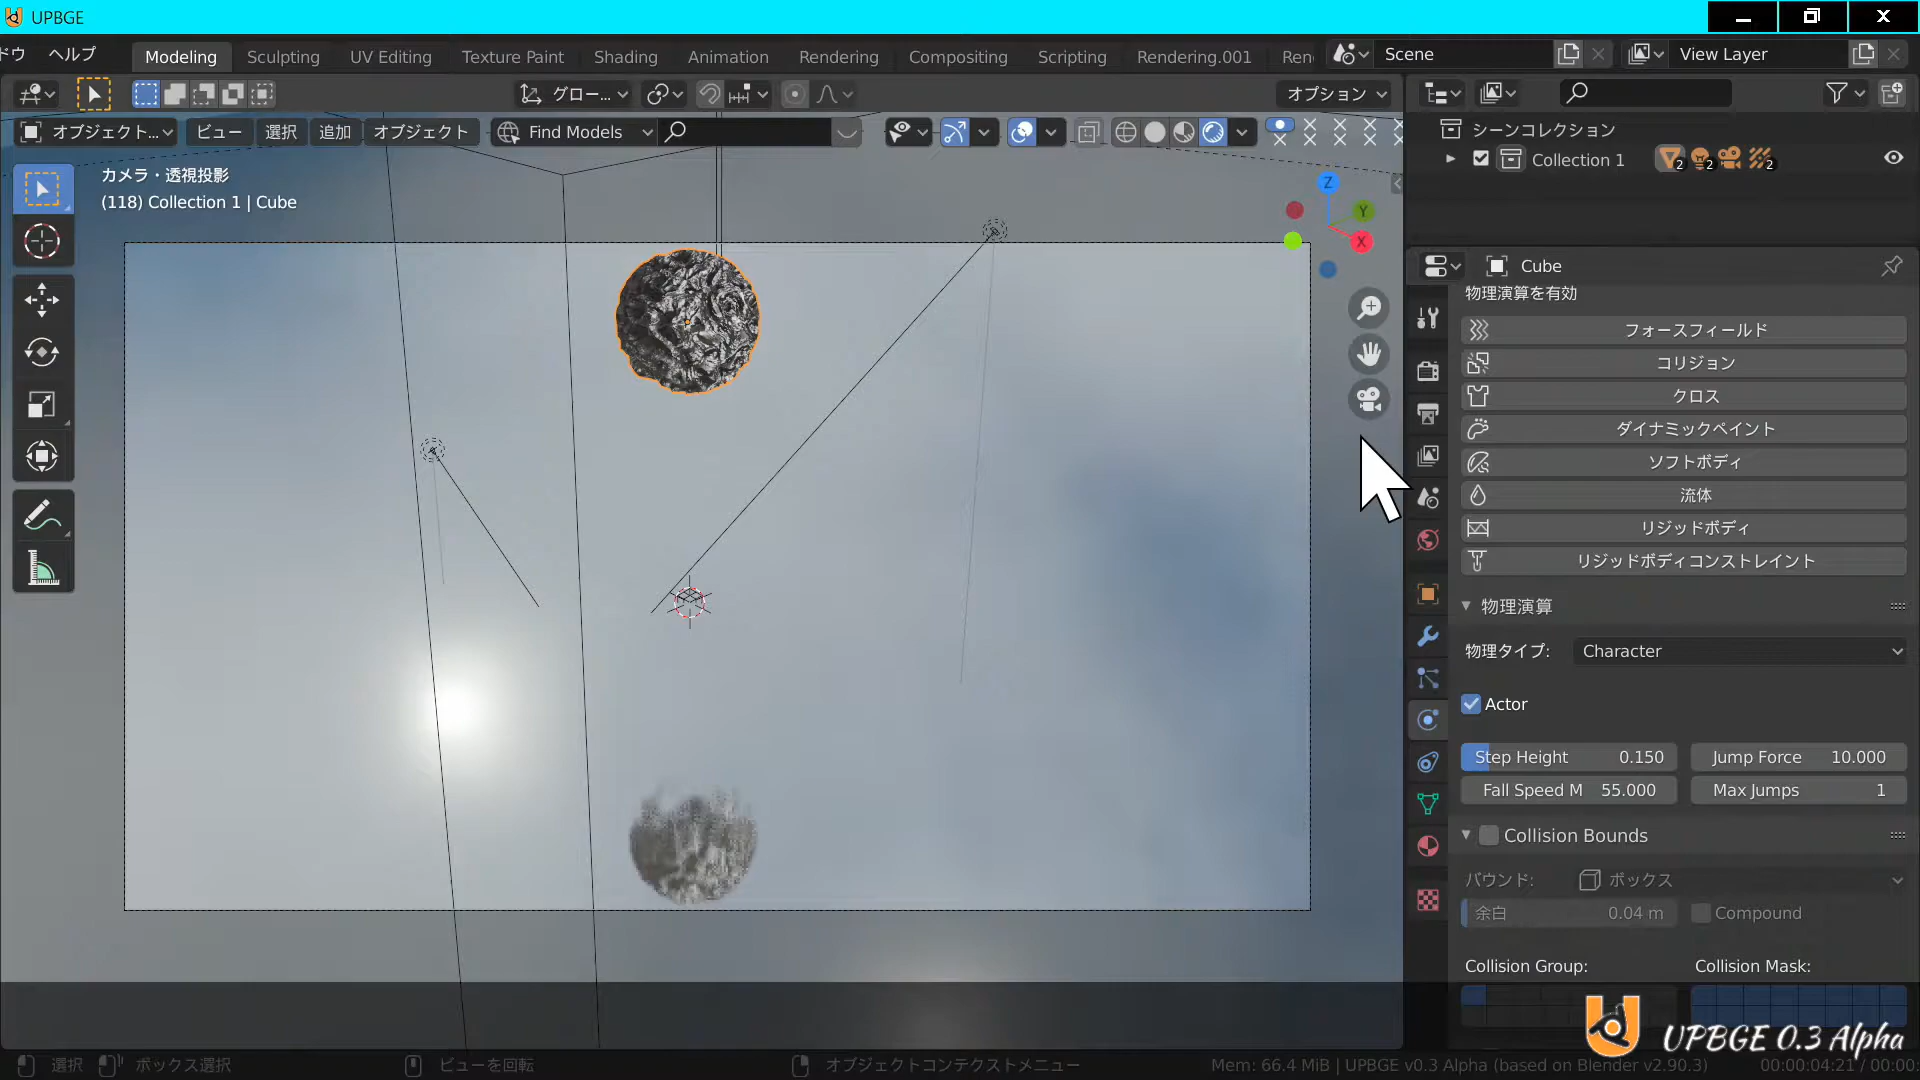 UPBGE
ドウ ヘルプ Modeling Sculpting UV Editing Texture Paint Shading Animation Rendering Compositing Scripting Rendering.001 Ren Scene View Layer
グロー... オプション
オブジェクト... ビュー 選択 追加 オブジェクト Find Models
シーンコレクション
Collection 1 2 2 2
カメラ・透視投影
(118) Collection 1 | Cube
Z
Y
X
Cube
物理演算を有効
フォースフィールド
コリジョン
クロス
ダイナミックペイント
ソフトボディ
流体
リジッドボディ
リジッドボディコンストレイント
物理演算
物理タイプ: Character
Actor
Step Height 0.150 Jump Force 10.000
Fall Speed M 55.000 Max Jumps 1
Collision Bounds
バウンド: ボックス
余白 0.04 m Compound
Collision Group: Collision Mask:
UPBGE 0.3 Alpha
選択 ボックス選択 ビューを回転 オブジェクトコンテクストメニュー Mem: 66.4 MiB | UPBGE v0.3 Alpha (based on Blender v2.90.3) 00:00:04:21 / 00:00: